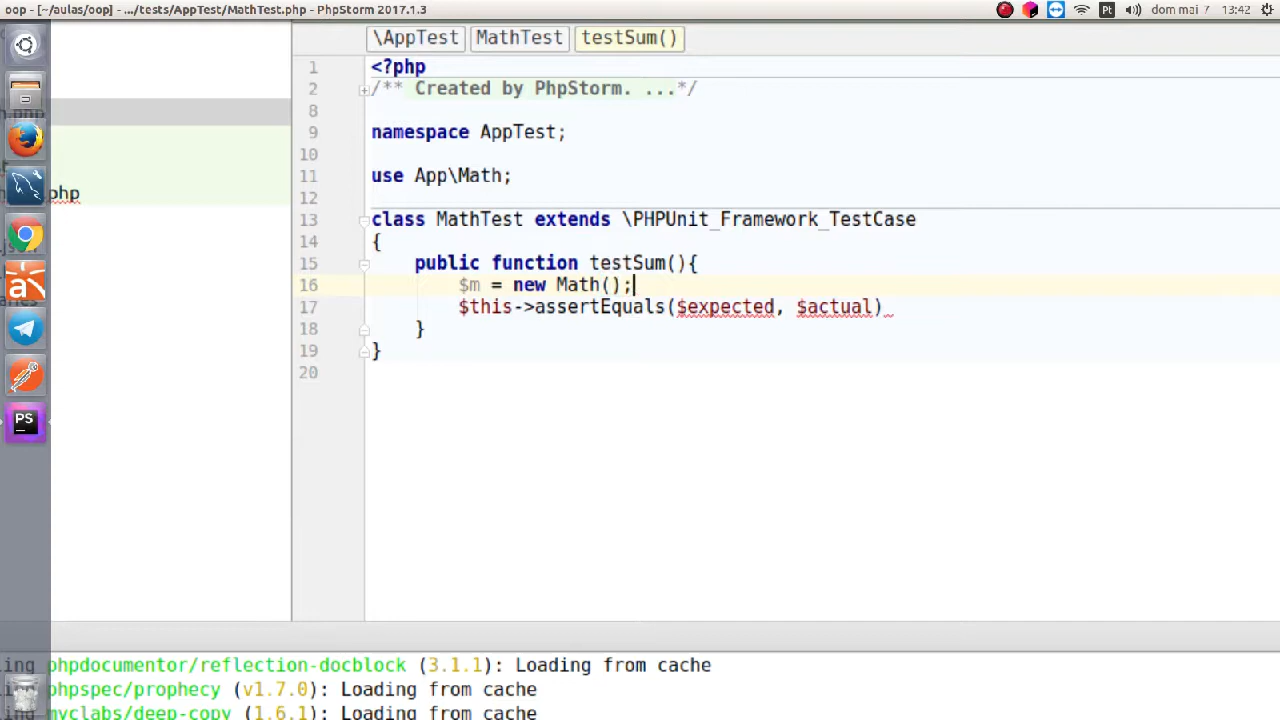 oop - [~/aulas/oop] - .../tests/AppTest/MathTest.php - PhpStorm 2017.1.3
Pt
dom mai 7
13:42
\AppTest MathTest testSum()
1 <?php
2 /** Created by PhpStorm. ...*/
8
9 namespace AppTest;
10
11 use App\Math;
12
13 class MathTest extends \PHPUnit_Framework_TestCase
14 {
15 public function testSum(){
16 $m = new Math();
17 $this->assertEquals($expected, $actual)
18 }
19 }
20
php
PS
ing phpdocumentor/reflection-docblock (3.1.1): Loading from cache
ing phpspec/prophecy (v1.7.0): Loading from cache
myclabs/deep-copy (1.6.1): Loading from cache